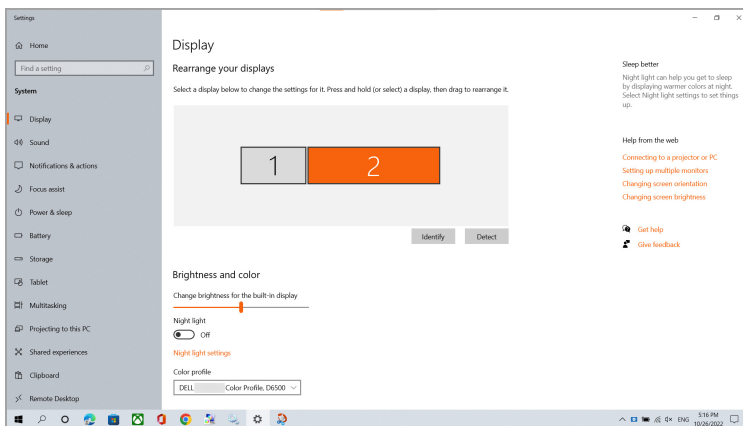 Settings
Home
Find a setting
System
Display
Sound
Notifications & actions
Focus assist
Power & sleep
Battery
Storage
Tablet
Multitasking
Projecting to this PC
Shared experiences
Clipboard
Remote Desktop
Display
Rearrange your displays
Select a display below to change the settings for it. Press and hold (or select) a display, then drag to rearrange it.
1 2
Identify Detect
Brightness and color
Change brightness for the built-in display
Night light
Off
Night light settings
Color profile
DELL Color Profile, D6500
Sleep better
Night light can help you get to sleep
by displaying warmer colors at night.
Select Night light settings to set things
up.
Help from the web
Connecting to a projector or PC
Setting up multiple monitors
Changing screen orientation
Changing screen brightness
Get help
Give feedback
ENG
5:16 PM
10/26/2022